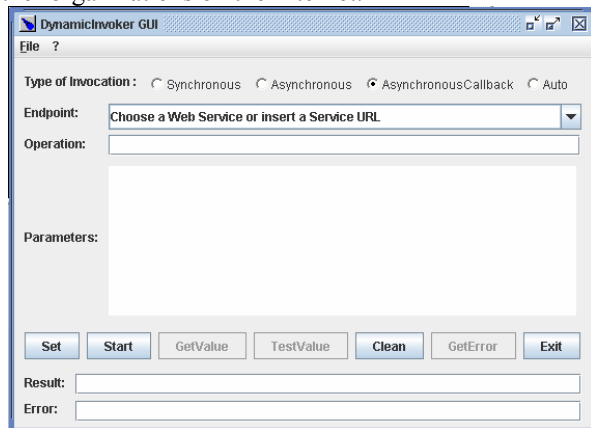 DynamicInvoker GUI
File ?
Type of Invocation : Synchronous Asynchronous AsynchronousCallback Auto
Endpoint: Choose a Web Service or insert a Service URL
Operation:
Parameters:
Set Start GetValue TestValue Clean GetError Exit
Result:
Error: